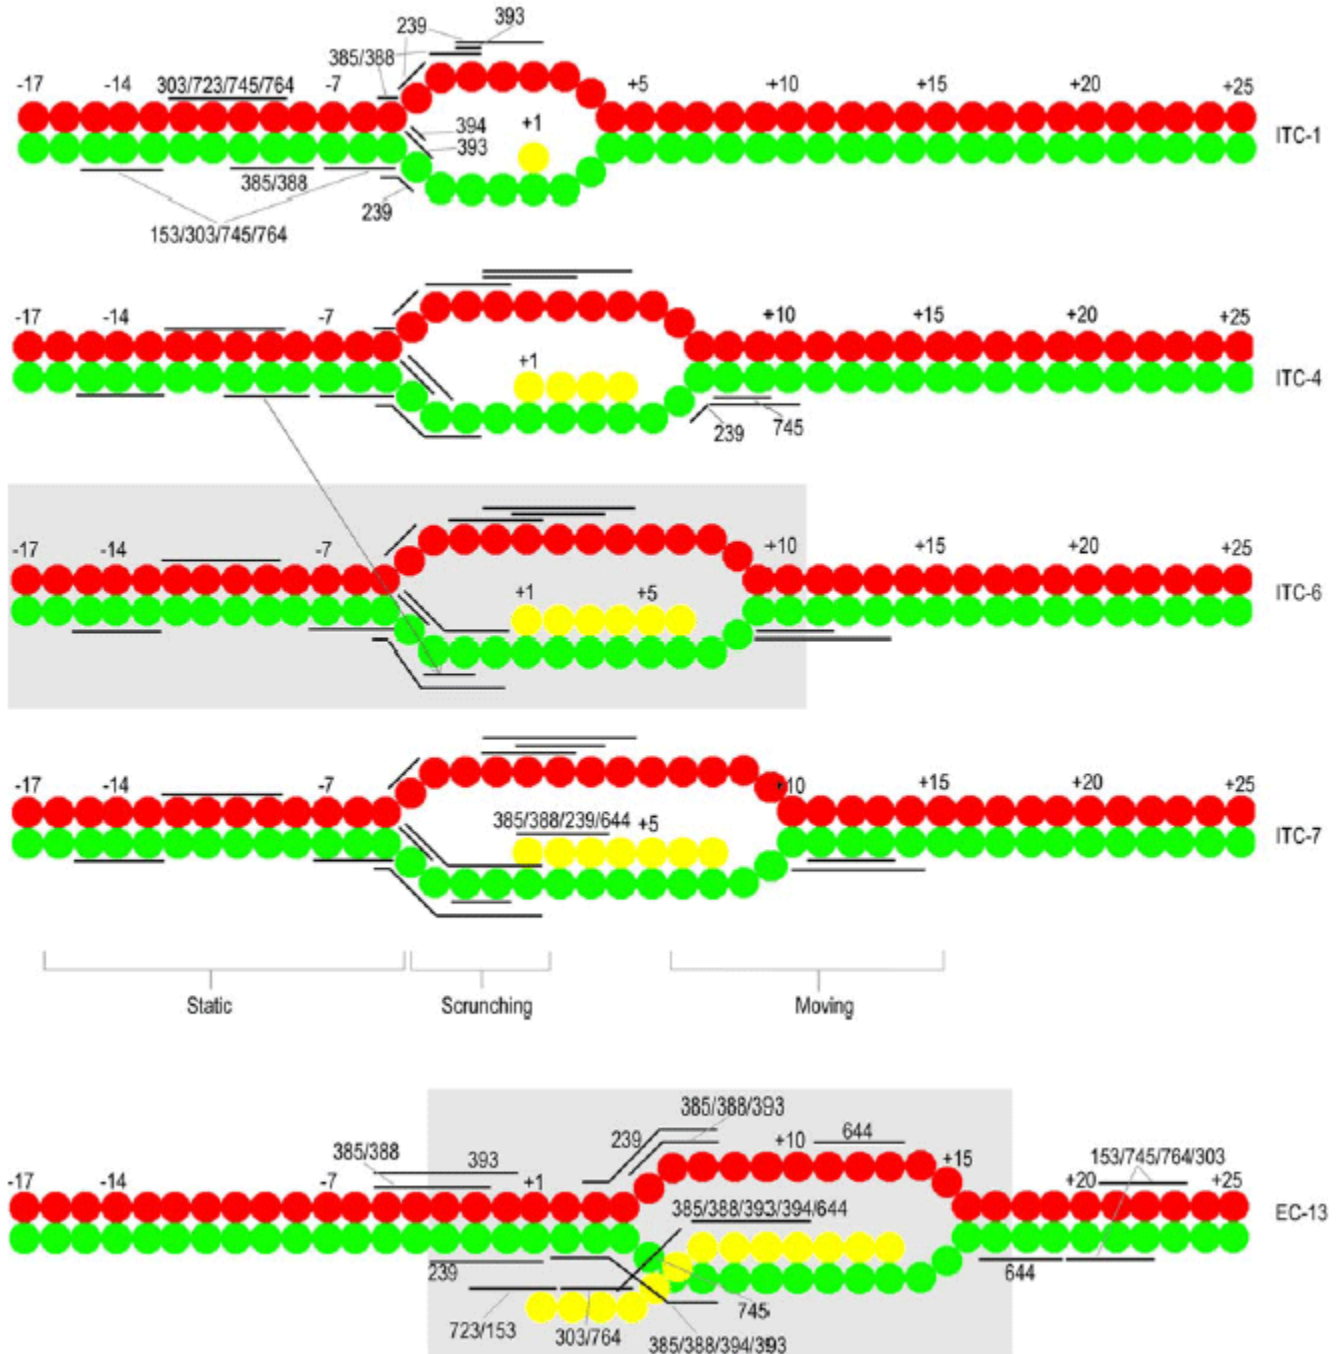 239 393
385/388
-17 -14 303/723/745/764 -7 +5 +10 +15 +20 +25
394 +1
393
ITC-1
385/388
239
153/303/745/764
-17 -14 -7 +10 +15 +20 +25
+1
ITC-4
239 745
-17 -14 -7 +10 +15 +20 +25
+1 +5
ITC-6
-17 -14 -7 +10 +15 +20 +25
385/388/239/644 +5
ITC-7
Static Scrunching Moving
385/388/393
239 +10 644
385/388 393 153/745/764/303
-17 -14 -7 +1 +15 +20 +25
385/388/393/394/644
EC-13
239 644
745
723/153 303/764 385/388/394/393